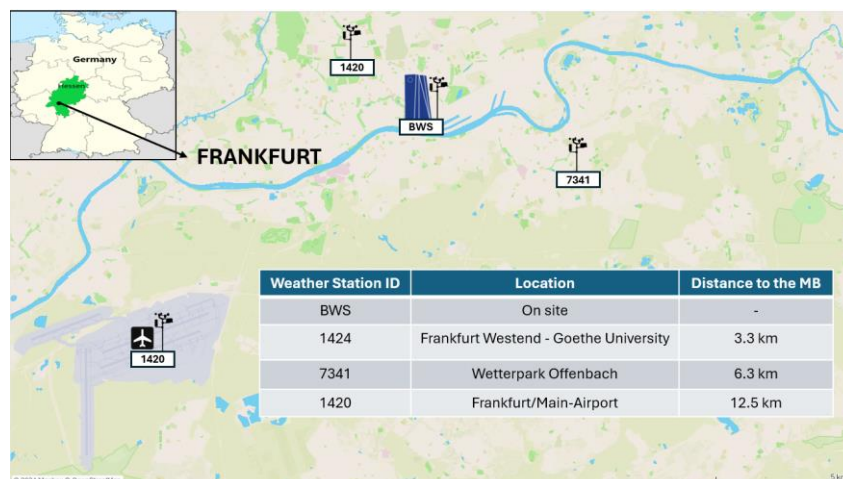 Germany
Hessen
FRANKFURT
1420
BWS
7341
1420
Weather Station ID Location Distance to the MB
BWS On site -
1424 Frankfurt Westend - Goethe University 3.3 km
7341 Wetterpark Offenbach 6.3 km
1420 Frankfurt/Main-Airport 12.5 km
5 km